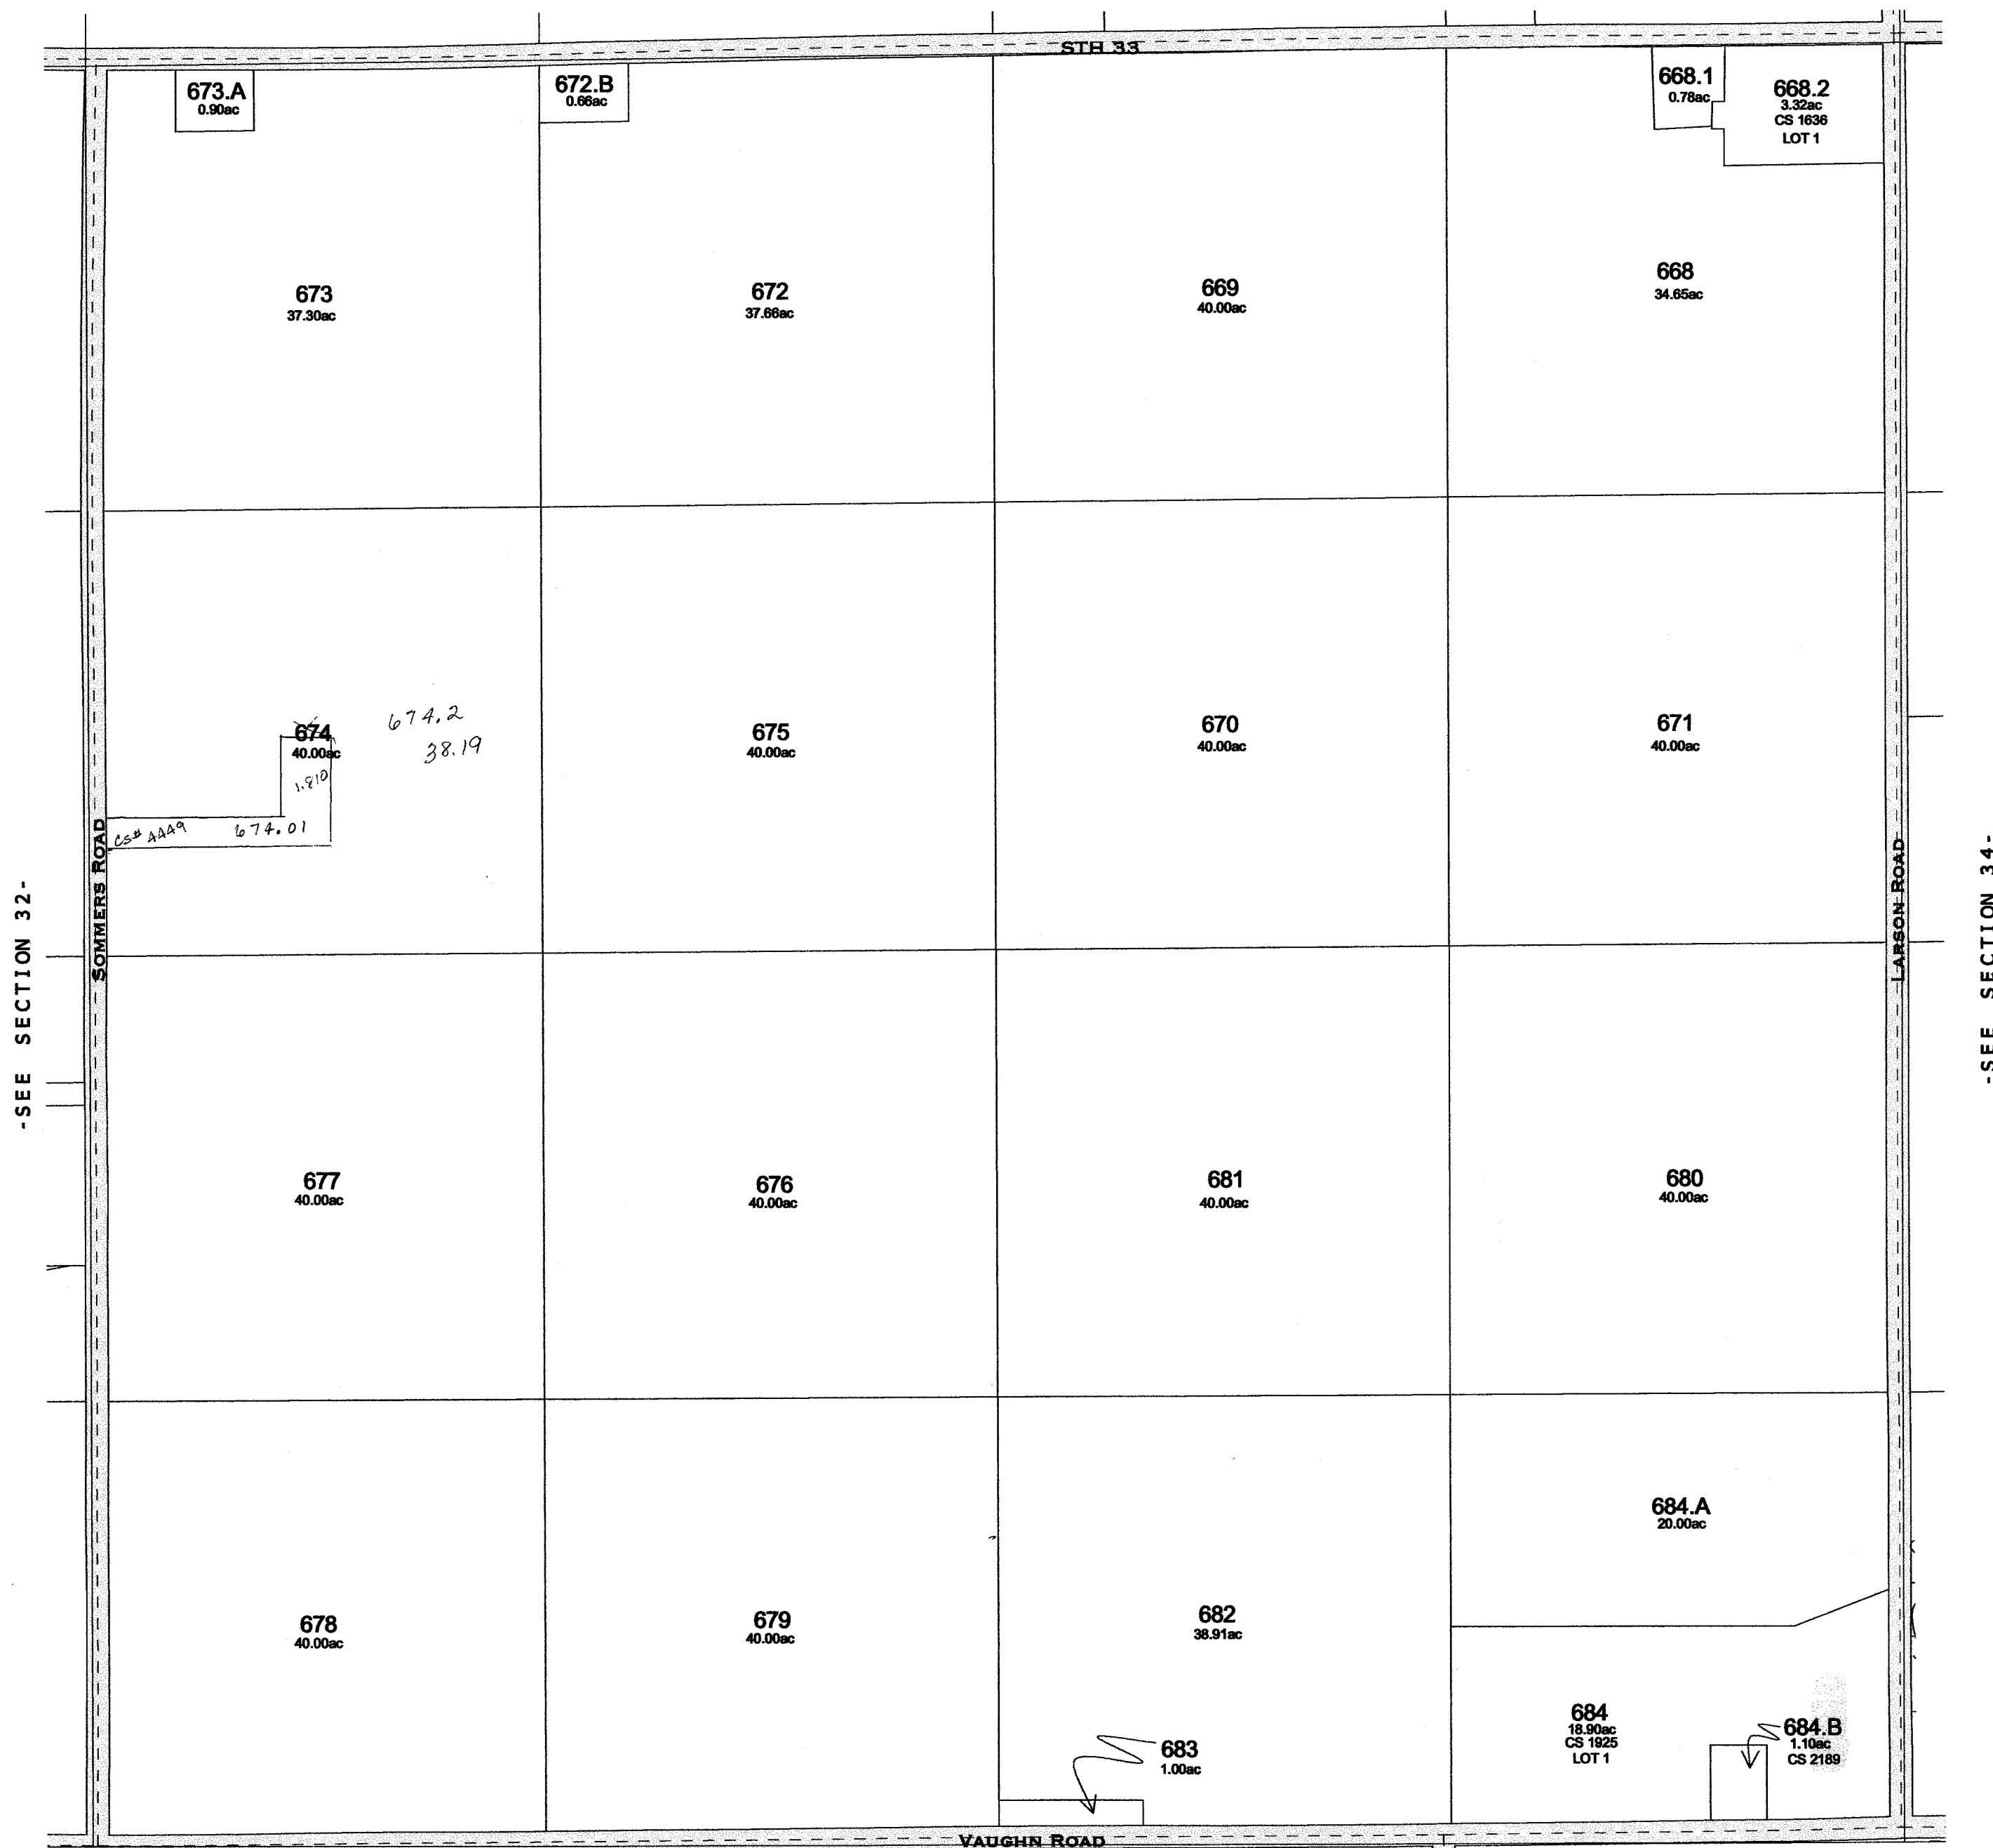 STH 33
673.A
0.90ac
672.B
0.66ac
668.1
0.78ac
668.2
3.32ac
CS 1636
LOT 1
673
37.30ac
672
37.66ac
669
40.00ac
668
34.65ac
674
40.00ac
674.2
38.19
1.810
CS# 4449 674.01
675
40.00ac
670
40.00ac
671
40.00ac
SOMMERS ROAD
LARSON ROAD
-SEE SECTION 32-
-SEE SECTION 34-
677
40.00ac
676
40.00ac
681
40.00ac
680
40.00ac
684.A
20.00ac
678
40.00ac
679
40.00ac
682
38.91ac
683
1.00ac
684
18.90ac
CS 1925
LOT 1
684.B
1.10ac
CS 2189
VAUGHN ROAD